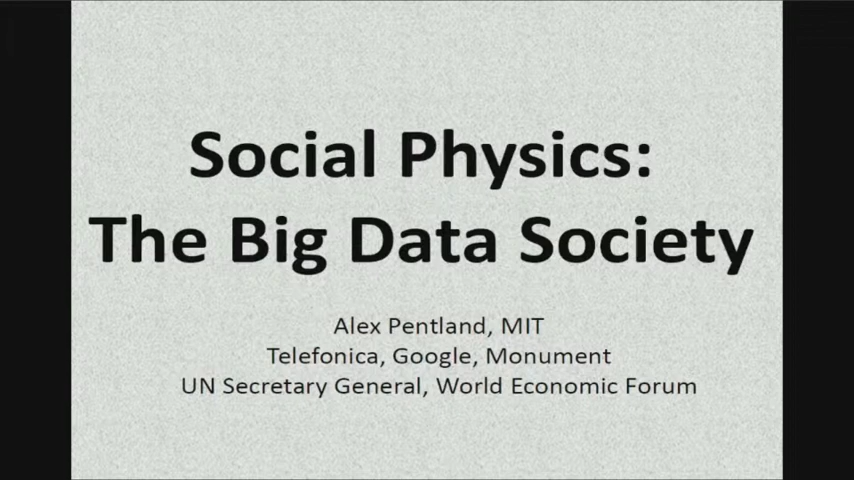 Social Physics:
The Big Data Society
Alex Pentland, MIT
Telefonica, Google, Monument
UN Secretary General, World Economic Forum